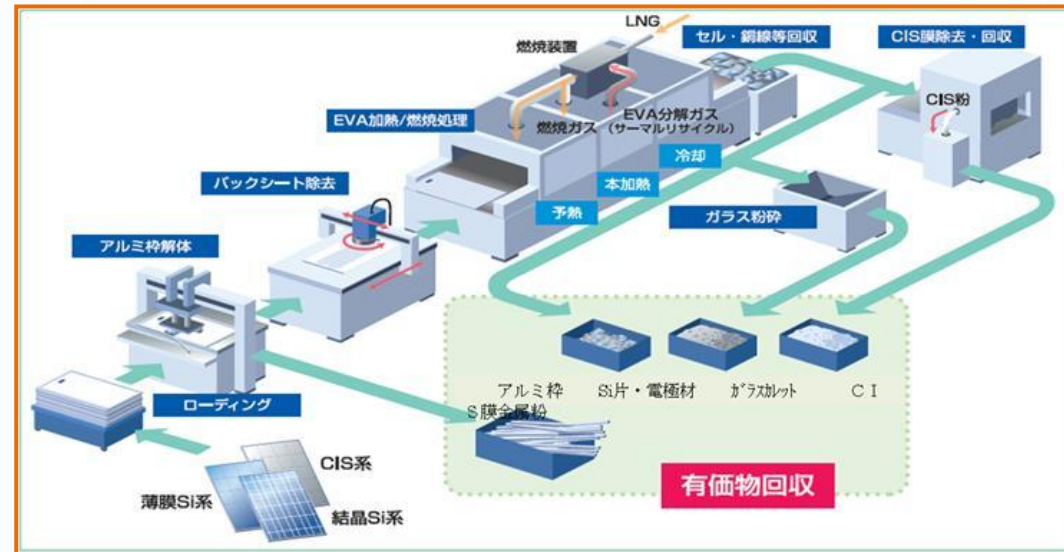 LNG
燃焼装置
セル・銅線等回収
CIS膜除去・回収
CIS粉
EVA加熱/燃焼処理
燃焼ガス
EVA分解ガス
(サーマルリサイクル)
冷却
本加熱
予熱
バックシート除去
ガラス粉砕
アルミ枠解体
ローディング
アルミ枠 Si片・電極材 ガラスカレット CI
S膜金属粉
CIS系
薄膜Si系
結晶Si系
有価物回収